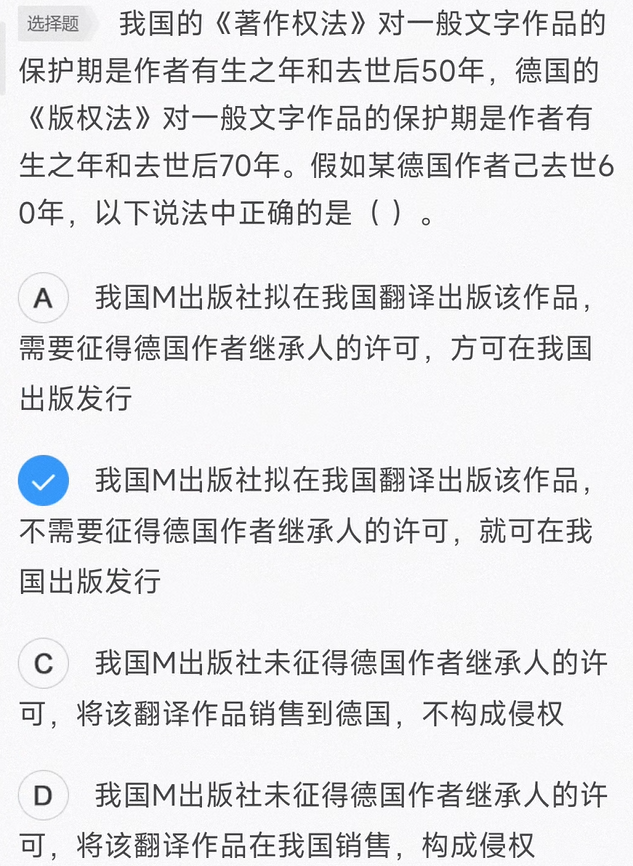 选择题 我国的《著作权法》对一般文字作品的
保护期是作者有生之年和去世后50年，德国的
《版权法》对一般文字作品的保护期是作者有
生之年和去世后70年。假如某德国作者己去世6
0年，以下说法中正确的是（ ）。
A 我国M出版社拟在我国翻译出版该作品，
需要征得德国作者继承人的许可，方可在我国
出版发行
我国M出版社拟在我国翻译出版该作品，
不需要征得德国作者继承人的许可，就可在我
国出版发行
C 我国M出版社未征得德国作者继承人的许
可，将该翻译作品销售到德国，不构成侵权
D 我国M出版社未征得德国作者继承人的许
可，将该翻译作品在我国销售，构成侵权